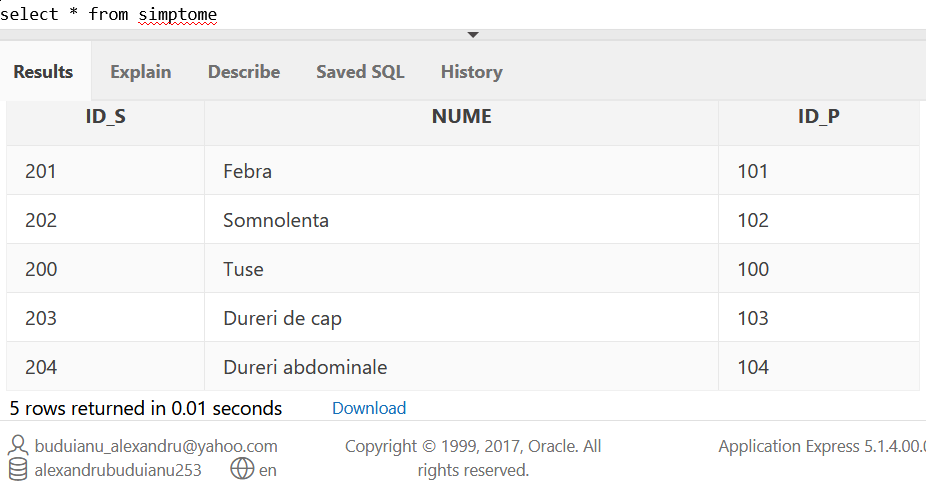 select * from simptome
Results Explain Describe Saved SQL History
ID_S NUME ID_P
201 Febra 101
202 Somnolenta 102
200 Tuse 100
203 Dureri de cap 103
204 Dureri abdominale 104
5 rows returned in 0.01 seconds Download
buduianu_alexandru@yahoo.com Copyright © 1999, 2017, Oracle. All Application Express 5.1.4.00.0
alexandrubuduianu253 en rights reserved.